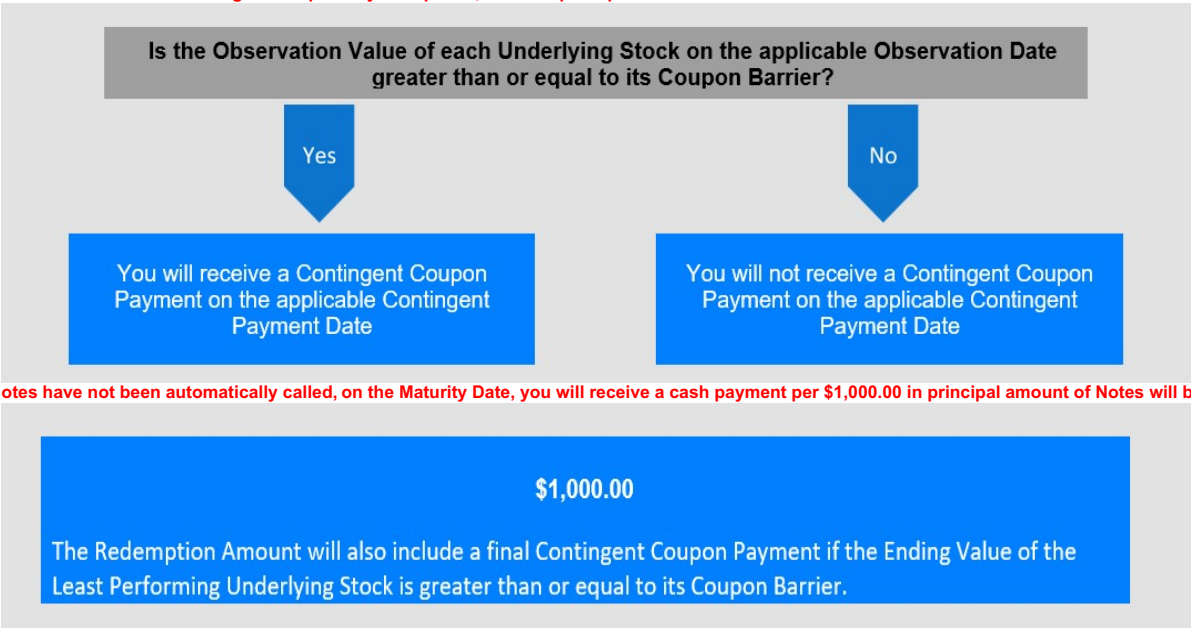 Is the Observation Value of each Underlying Stock on the applicable Observation Date
greater than or equal to its Coupon Barrier?
Yes
No
You will receive a Contingent Coupon
Payment on the applicable Contingent
Payment Date
You will not receive a Contingent Coupon
Payment on the applicable Contingent
Payment Date
otes have not been automatically called, on the Maturity Date, you will receive a cash payment per $1,000.00 in principal amount of Notes will b
$1,000.00
The Redemption Amount will also include a final Contingent Coupon Payment if the Ending Value of the
Least Performing Underlying Stock is greater than or equal to its Coupon Barrier.